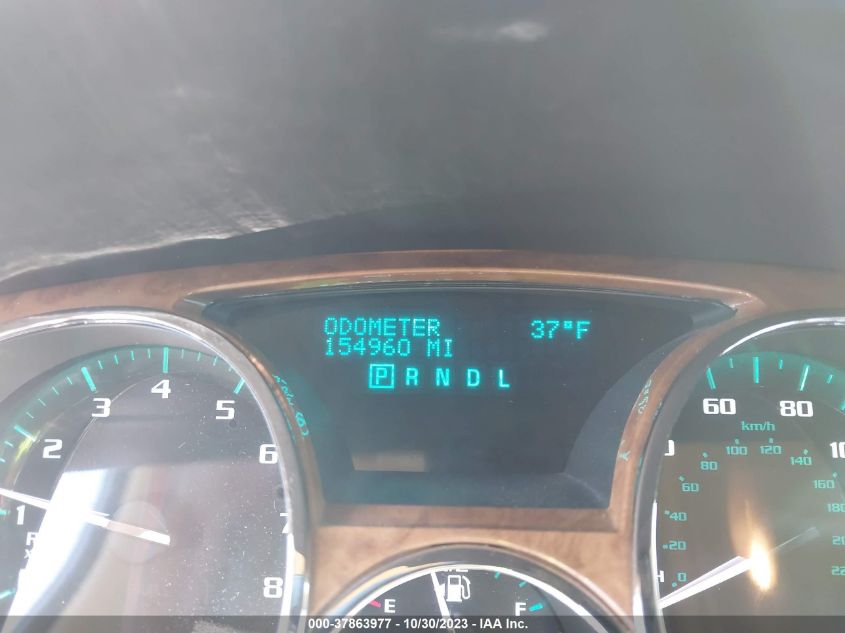 ODOMETER 37°F
154960 MI
P R N D L
1 2 3 4 5 6 7 8
60 80
km/h
0 20 40 60 80 100 120 140 160
E F
000-37863977 - 10/30/2023 - IAA Inc.